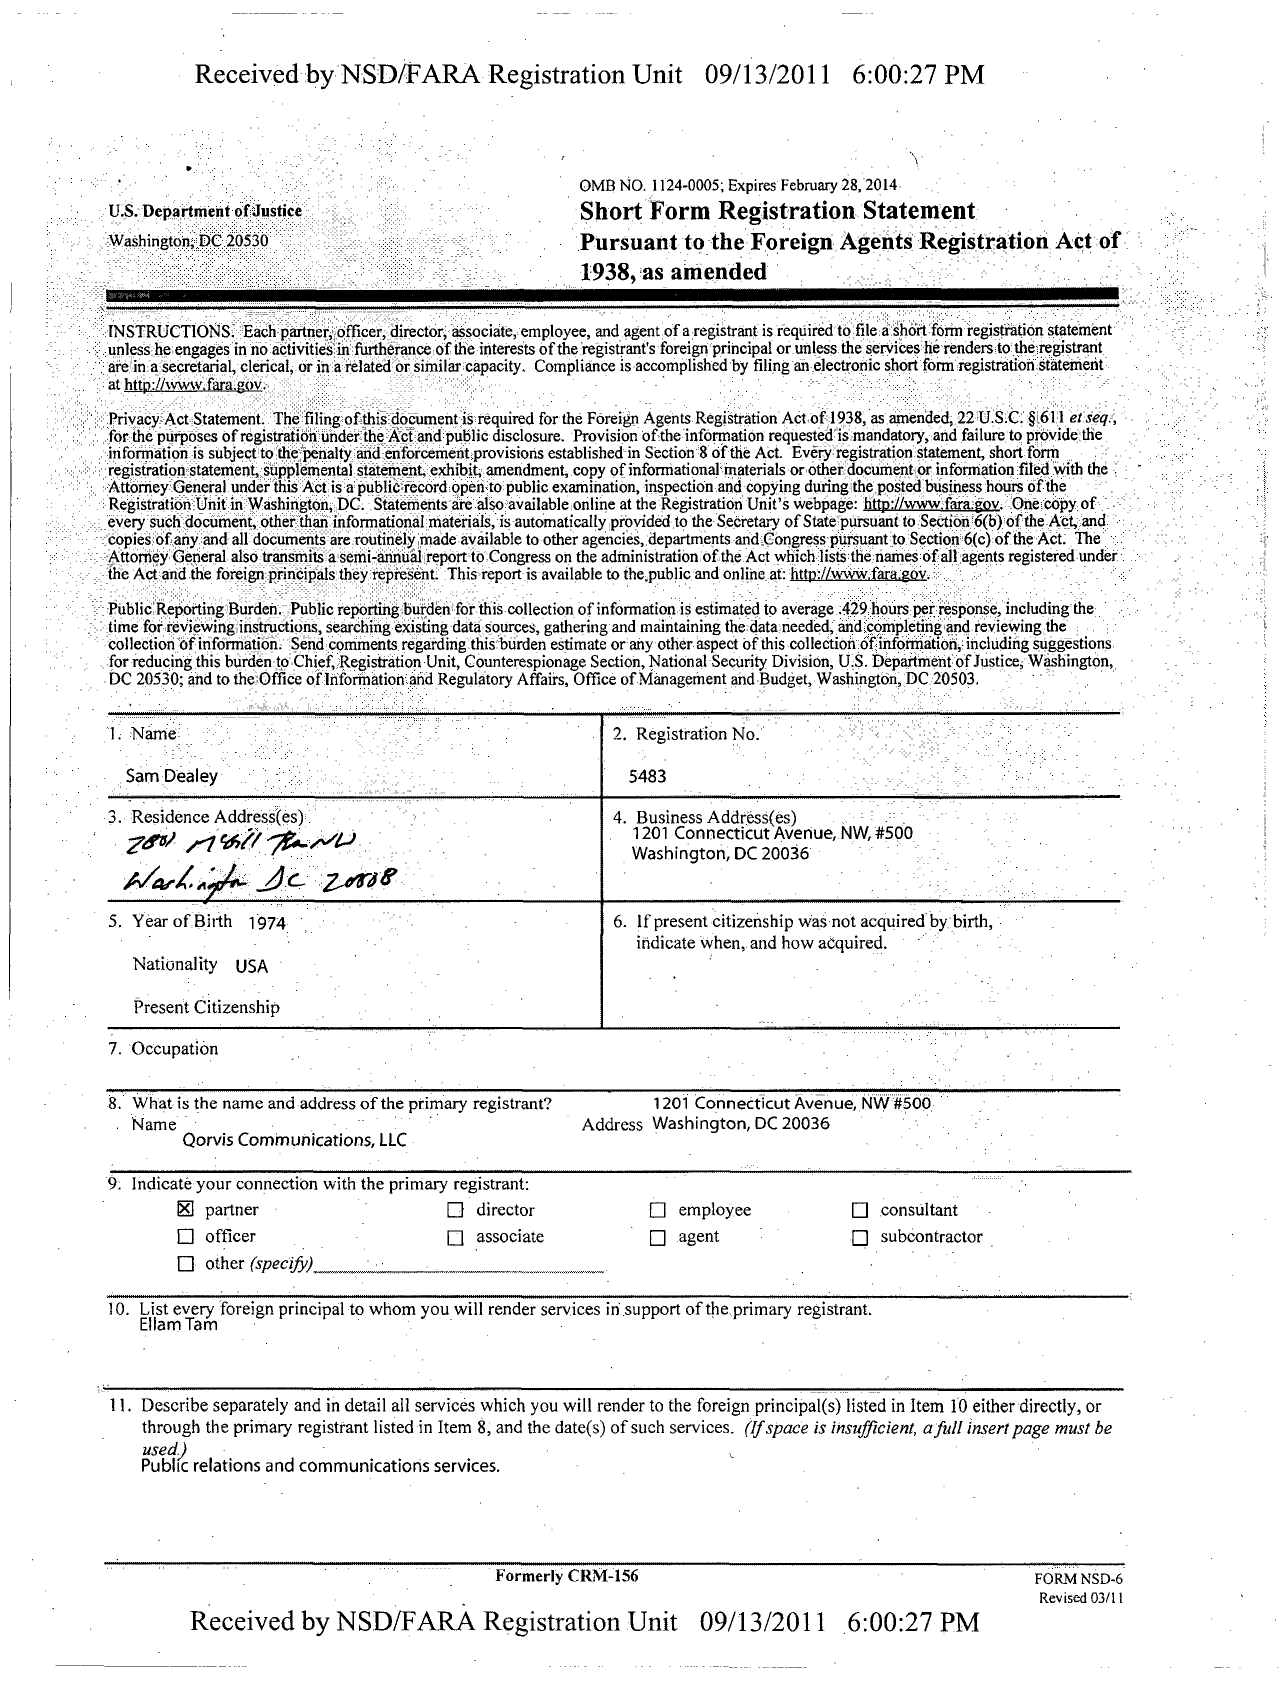 Received by NSD/FARA Registration Unit 09/13/2011 6:00:27 PM
OMB NO. 1124-0005; Expires February 28, 2014
U.S. Department of Justice
Washington, DC 20530
Short Form Registration Statement
Pursuant to the Foreign Agents Registration Act of
1938, as amended
INSTRUCTIONS. Each partner, officer, director, associate, employee, and agent of a registrant is required to file a short form registration statement
unless he engages in no activities in furtherance of the interests of the registrant's foreign principal or unless the services he renders to the registrant
are in a secretarial, clerical, or in a related or similar capacity. Compliance is accomplished by filing an electronic short form registration statement
at http://www.fara.gov.
Privacy Act Statement. The filing of this document is required for the Foreign Agents Registration Act of 1938, as amended, 22 U.S.C. § 611 et seq.,
for the purposes of registration under the Act and public disclosure. Provision of the information requested is mandatory, and failure to provide the
information is subject to the penalty and enforcement provisions established in Section 8 of the Act. Every registration statement, short form
registration statement, supplemental statement, exhibit, amendment, copy of informational materials or other document or information filed with the
Attorney General under this Act is a public record open to public examination, inspection and copying during the posted business hours of the
Registration Unit in Washington, DC. Statements are also available online at the Registration Unit's webpage: http://www.fara.gov. One copy of
every such document, other than informational materials, is automatically provided to the Secretary of State pursuant to Section 6(b) of the Act, and
copies of any and all documents are routinely made available to other agencies, departments and Congress pursuant to Section 6(c) of the Act. The
Attorney General also transmits a semi-annual report to Congress on the administration of the Act which lists the names of all agents registered under
the Act and the foreign principals they represent. This report is available to the public and online at: http://www.fara.gov.
Public Reporting Burden. Public reporting burden for this collection of information is estimated to average .429 hours per response, including the
time for reviewing instructions, searching existing data sources, gathering and maintaining the data needed, and completing and reviewing the
collection of information. Send comments regarding this burden estimate or any other aspect of this collection of information, including suggestions
for reducing this burden to Chief, Registration Unit, Counterespionage Section, National Security Division, U.S. Department of Justice, Washington,
DC 20530; and to the Office of Information and Regulatory Affairs, Office of Management and Budget, Washington, DC 20503.
1. Name
Sam Dealey
2. Registration No.
5483
3. Residence Address(es)
Washington DC
4. Business Address(es)
1201 Connecticut Avenue, NW, #500
Washington, DC 20036
5. Year of Birth 1974
Nationality USA
Present Citizenship
6. If present citizenship was not acquired by birth,
indicate when, and how acquired.
7. Occupation
8. What is the name and address of the primary registrant?
Name
Qorvis Communications, LLC
1201 Connecticut Avenue, NW #500
Address Washington, DC 20036
9. Indicate your connection with the primary registrant:
☒ partner ☐ director ☐ employee ☐ consultant
☐ officer ☐ associate ☐ agent ☐ subcontractor
☐ other (specify)
10. List every foreign principal to whom you will render services in support of the primary registrant.
Ellam Tam
11. Describe separately and in detail all services which you will render to the foreign principal(s) listed in Item 10 either directly, or
through the primary registrant listed in Item 8, and the date(s) of such services. (If space is insufficient, a full insert page must be
used.)
Public relations and communications services.
Formerly CRM-156
FORM NSD-6
Revised 03/11
Received by NSD/FARA Registration Unit 09/13/2011 6:00:27 PM